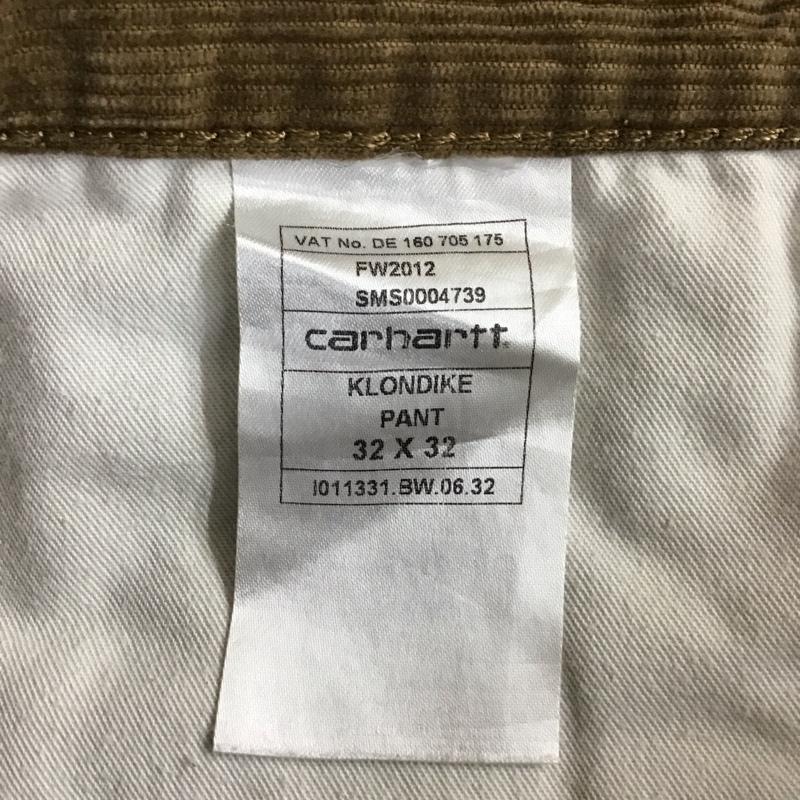 VAT No. DE 160 705 175
FW2012
SMS0004739
carhartt
KLONDIKE
PANT
32 X 32
I011331.BW.06.32